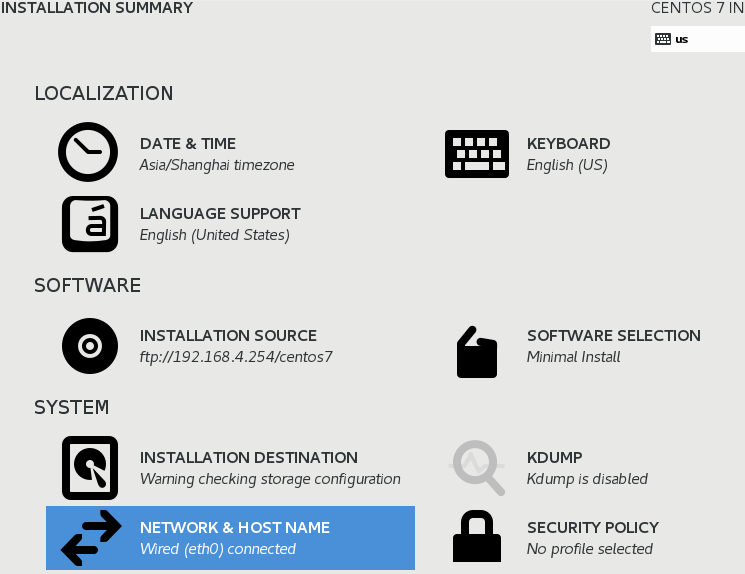 INSTALLATION SUMMARY
CENTOS 7 IN
us
LOCALIZATION
DATE & TIME
Asia/Shanghai timezone
KEYBOARD
English (US)
LANGUAGE SUPPORT
English (United States)
SOFTWARE
INSTALLATION SOURCE
ftp://192.168.4.254/centos7
SOFTWARE SELECTION
Minimal Install
SYSTEM
INSTALLATION DESTINATION
Warning checking storage configuration
KDUMP
Kdump is disabled
NETWORK & HOST NAME
Wired (eth0) connected
SECURITY POLICY
No profile selected